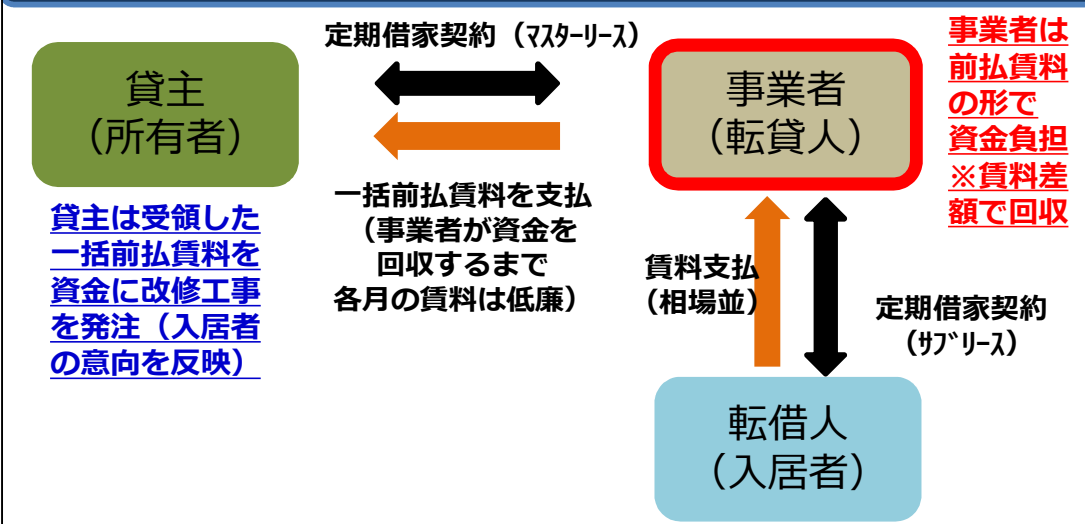 定期借家契約（ﾏｽﾀｰﾘｰｽ）
貸主
（所有者）
事業者
（転貸人）
事業者は
前払賃料
の形で
資金負担
※賃料差
額で回収
貸主は受領した
一括前払賃料を
資金に改修工事
を発注（入居者
の意向を反映）
一括前払賃料を支払
（事業者が資金を
回収するまで
各月の賃料は低廉）
賃料支払
（相場並）
定期借家契約
（ｻﾌﾞﾘｰｽ）
転借人
（入居者）